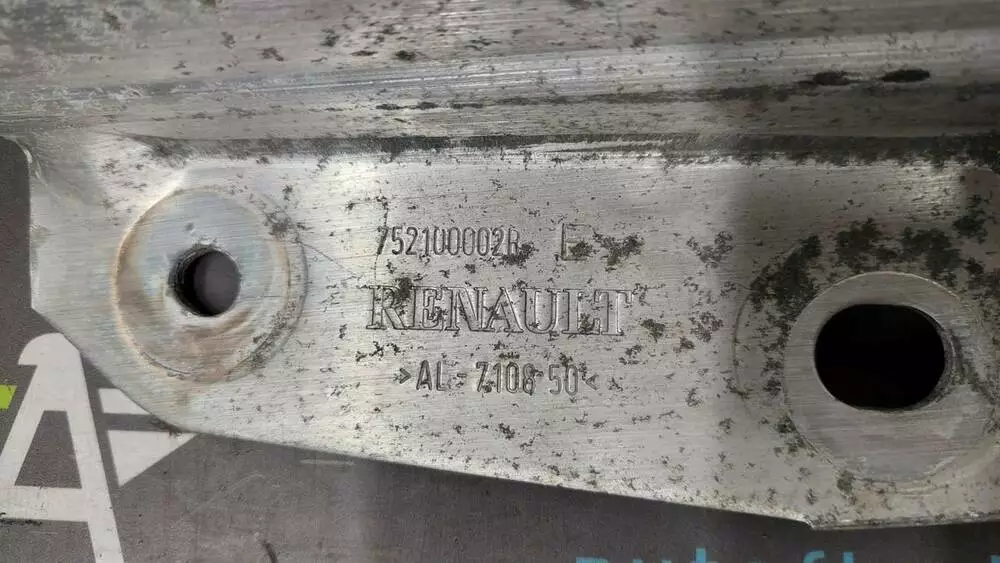 752100002R E
RENAULT
>AL- 7108 50<
A